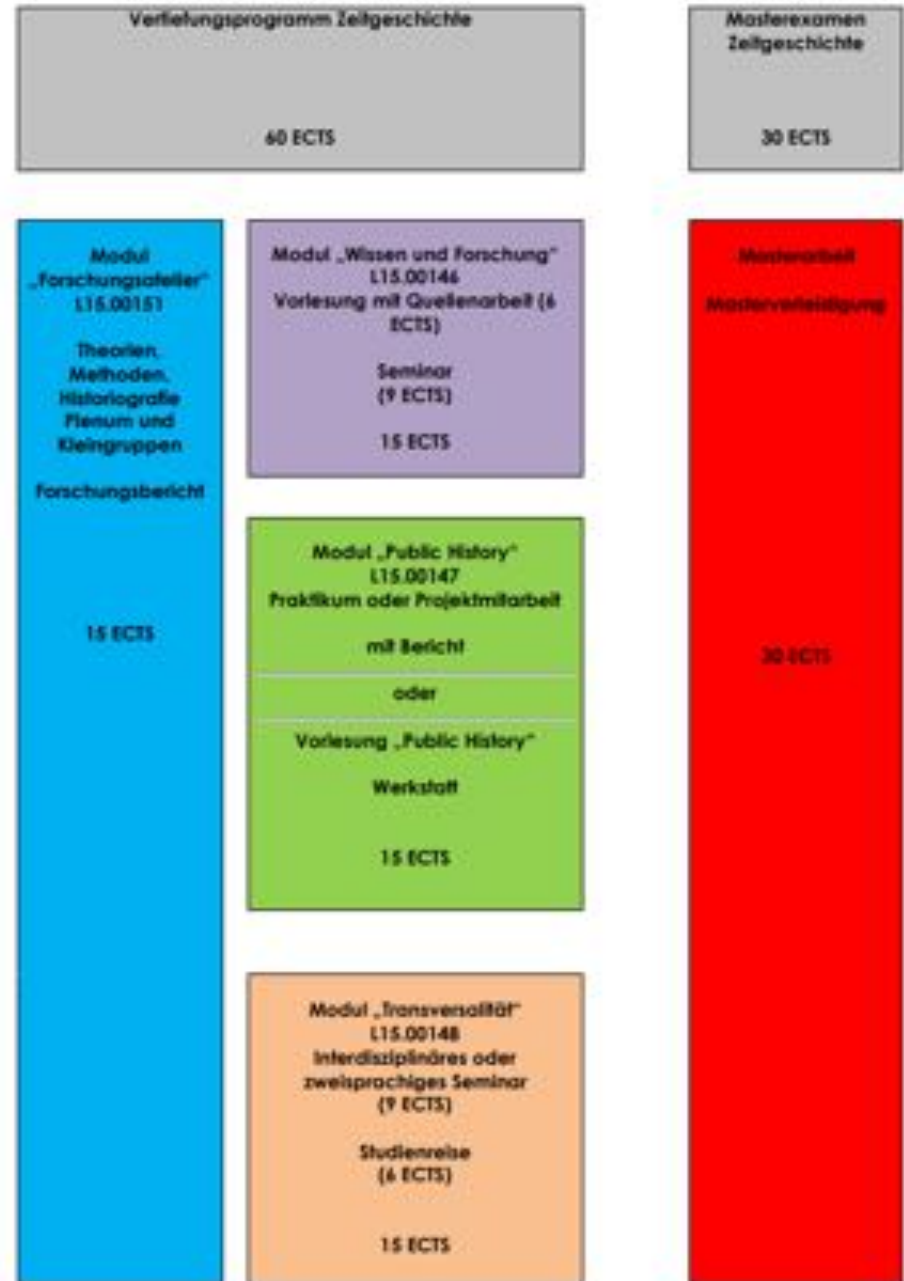 Vertiefungsprogramm Zeitgeschichte
60 ECTS
Masterexamen
Zeitgeschichte
30 ECTS
Modul
„Forschungsatelier“
L15.00151
Theorien,
Methoden,
Historiografie
Plenum und
Kleingruppen
Forschungsbericht
15 ECTS
Modul „Wissen und Forschung“
L15.00146
Vorlesung mit Quellenarbeit (6
ECTS)
Seminar
(9 ECTS)
15 ECTS
Modul „Public History“
L15.00147
Praktikum oder Projektmitarbeit
mit Bericht
oder
Vorlesung „Public History“
Werkstatt
15 ECTS
Modul „Transversalität“
L15.00148
Interdisziplinäres oder
zweisprachiges Seminar
(9 ECTS)
Studienreise
(6 ECTS)
15 ECTS
Masterarbeit
Masterverteidigung
30 ECTS